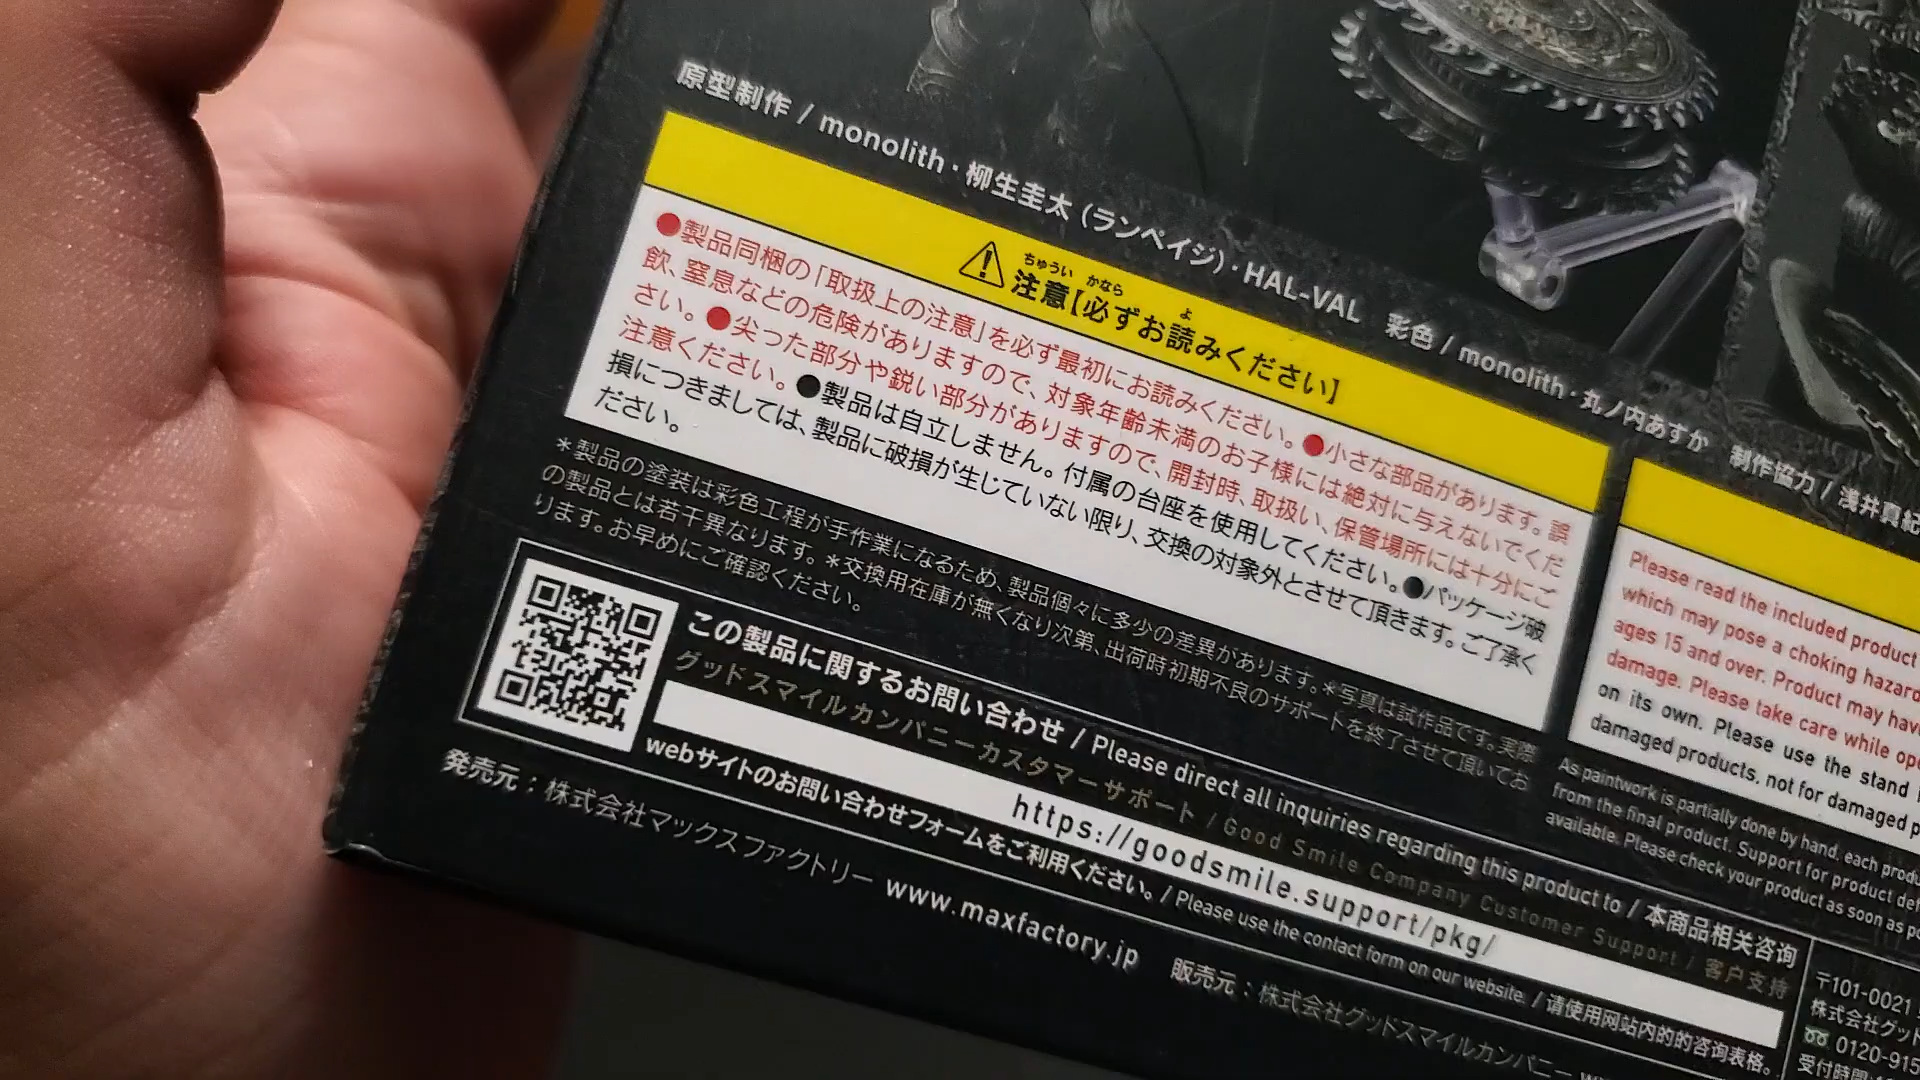 原型制作 / monolith・柳生圭太（ランペイジ）・HAL-VAL　彩色 / monolith・丸ノ内あすか　制作協力 / 浅井真紀
ちゅうい　かなら　よ
注意【必ずお読みください】
●製品同梱の「取扱上の注意」を必ず最初にお読みください。●小さな部品があります。誤
飲、窒息などの危険がありますので、対象年齢未満のお子様には絶対に与えないでくだ
さい。●尖った部分や鋭い部分がありますので、開封時、取扱い、保管場所には十分にご
注意ください。●製品は自立しません。付属の台座を使用してください。●パッケージ破
損につきましては、製品に破損が生じていない限り、交換の対象外とさせて頂きます。ご了承く
ださい。
＊製品の塗装は彩色工程が手作業になるため、製品個々に多少の差異があります。＊写真は試作品です。実際
の製品とは若干異なります。＊交換用在庫が無くなり次第、出荷時初期不良のサポートを終了させて頂いてお
ります。お早めにご確認ください。
Please read the included product
which may pose a choking hazard
ages 15 and over. Product may have
damage. Please take care while ope
on its own. Please use the stand
damaged products, not for damaged p
As paintwork is partially done by hand, each produ
from the final product. Support for product def
available. Please check your product as soon as po
この製品に関するお問い合わせ / Please direct all inquiries regarding this product to / 本商品相关咨询
グッドスマイルカンパニーカスタマーサポート / Good Smile Company Customer Support / 客户支持
https://goodsmile.support/pkg/
webサイトのお問い合わせフォームをご利用ください。/ Please use the contact form on our website. / 请使用网站内的的咨询表格。
発売元：株式会社マックスファクトリー www.maxfactory.jp　販売元：株式会社グッドスマイルカンパニー
〒101-0021
株式会社グッド
0120-915
受付時間: